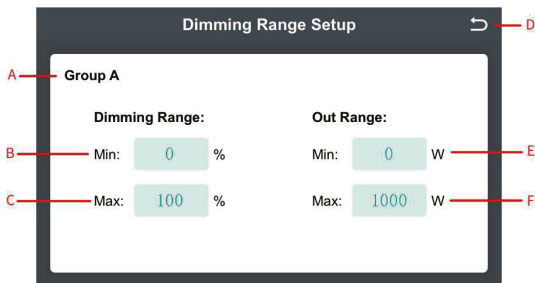 Dimming Range Setup
D
A
Group A
Dimming Range: Out Range:
B Min: 0 % Min: 0 W E
C Max: 100 % Max: 1000 W F